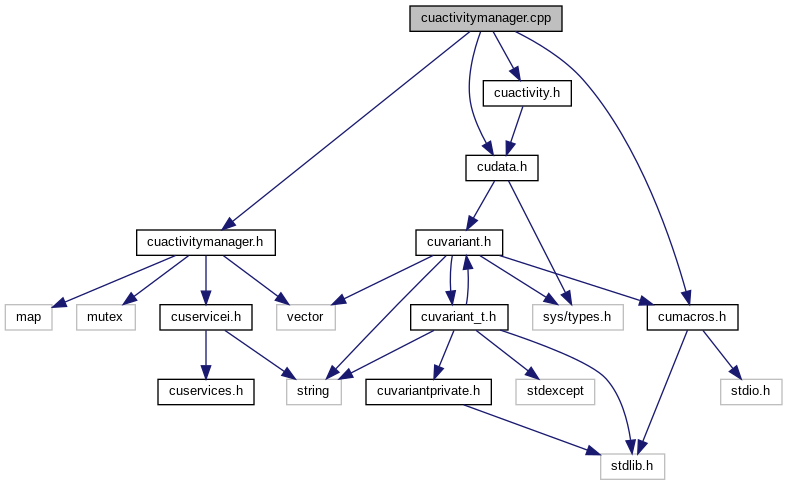 cuactivitymanager.cpp
cuactivity.h
cudata.h
cuactivitymanager.h
cuvariant.h
map
mutex
cuservicei.h
vector
cuvariant_t.h
sys/types.h
cumacros.h
cuservices.h
string
cuvariantprivate.h
stdexcept
stdio.h
stdlib.h